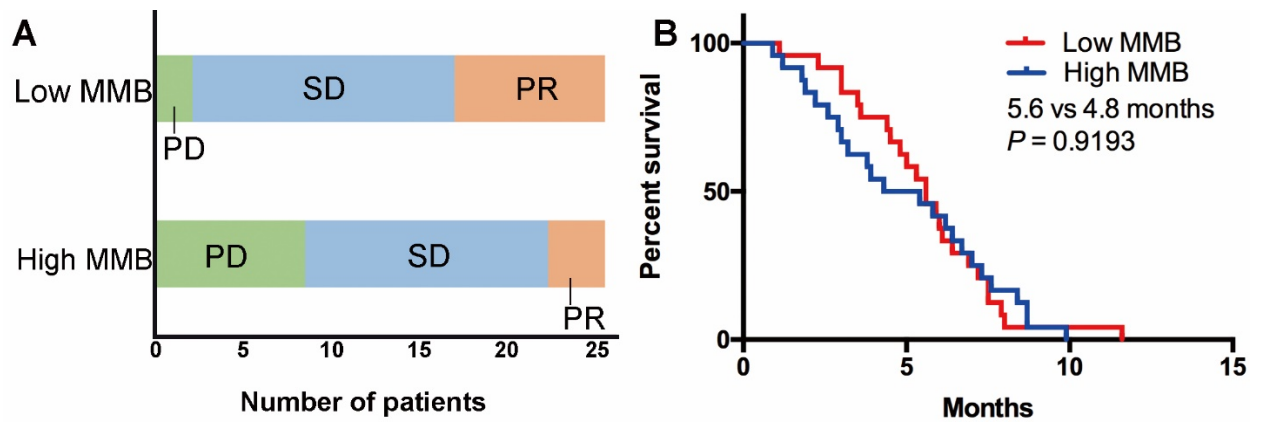 A
Low MMB
SD
PR
PD
High MMB
PD
SD
PR
0 5 10 15 20 25
Number of patients
B
Percent survival
100
50
0
Low MMB
High MMB
5.6 vs 4.8 months
P = 0.9193
0 5 10 15
Months